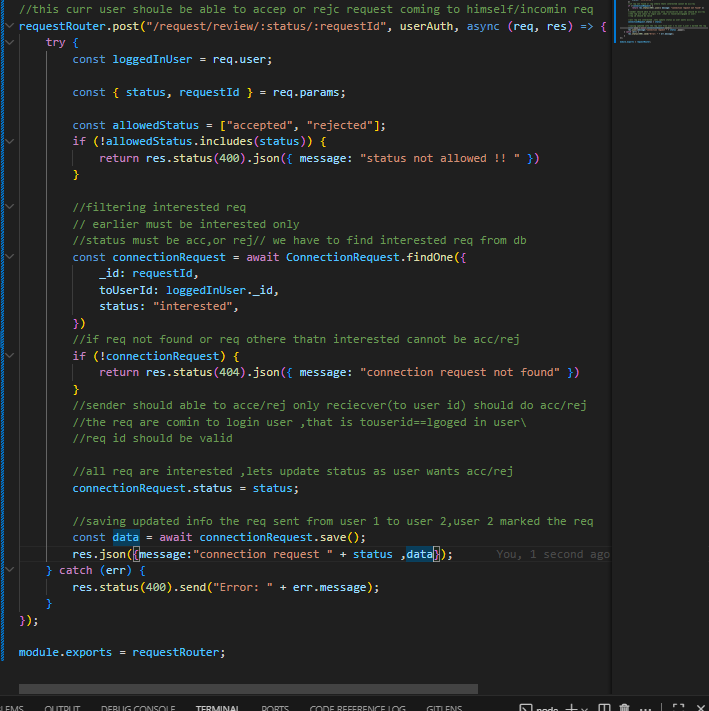 //this curr user shoule be able to accep or rejc request coming to himself/incomin req
requestRouter.post("/request/review/:status/:requestId", userAuth, async (req, res) => {
    try {
        const loggedInUser = req.user;

        const { status, requestId } = req.params;

        const allowedStatus = ["accepted", "rejected"];
        if (!allowedStatus.includes(status)) {
            return res.status(400).json({ message: "status not allowed !! " })
        }

        //filtering interested req
        // earlier must be interested only
        //status must be acc,or rej// we have to find interested req from db
        const connectionRequest = await ConnectionRequest.findOne({
            _id: requestId,
            toUserId: loggedInUser._id,
            status: "interested",
        })
        //if req not found or req othere thatn interested cannot be acc/rej
        if (!connectionRequest) {
            return res.status(404).json({ message: "connection request not found" })
        }
        //sender should able to acce/rej only reciecver(to user id) should do acc/rej
        //the req are comin to login user ,that is touserid==lgoged in user\
        //req id should be valid

        //all req are interested ,lets update status as user wants acc/rej
        connectionRequest.status = status;

        //saving updated info the req sent from user 1 to user 2,user 2 marked the req
        const data = await connectionRequest.save();
        res.json({message:"connection request " + status ,data});    You, 1 second ago
    } catch (err) {
        res.status(400).send("Error: " + err.message);
    }
});

module.exports = requestRouter;
OUTPUT DEBUG CONSOLE TERMINAL PORTS CODE REFERENCE LOG GITLENS node